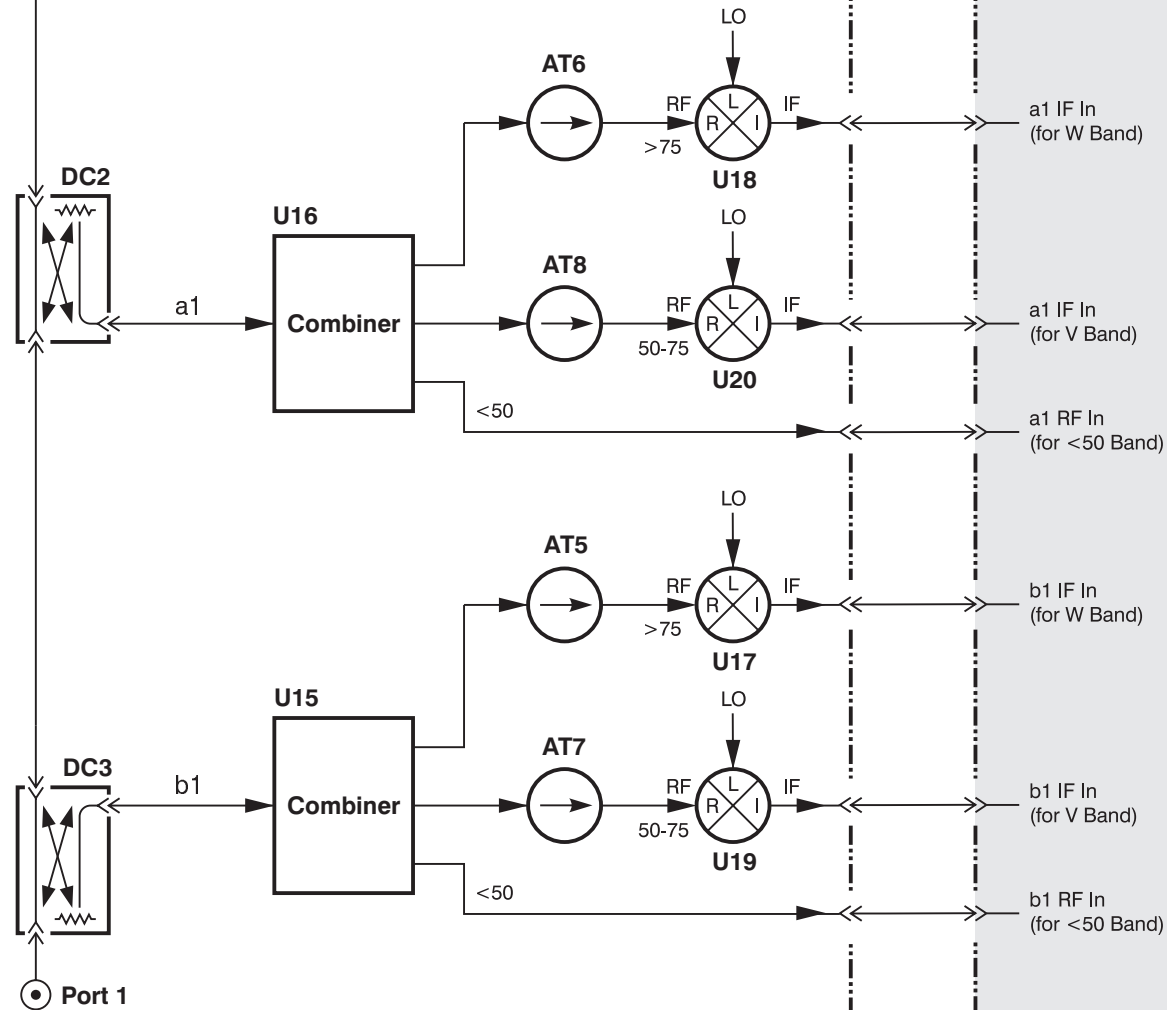 LO
AT6
RF
L
IF
R
I
>75
U18
a1 IF In
(for W Band)
DC2
U16
LO
AT8
a1
Combiner
RF
L
IF
R
I
50-75
U20
a1 IF In
(for V Band)
<50
a1 RF In
(for <50 Band)
LO
AT5
RF
L
IF
R
I
>75
U17
b1 IF In
(for W Band)
U15
LO
DC3
AT7
b1
Combiner
RF
L
IF
R
I
50-75
U19
b1 IF In
(for V Band)
<50
b1 RF In
(for <50 Band)
Port 1